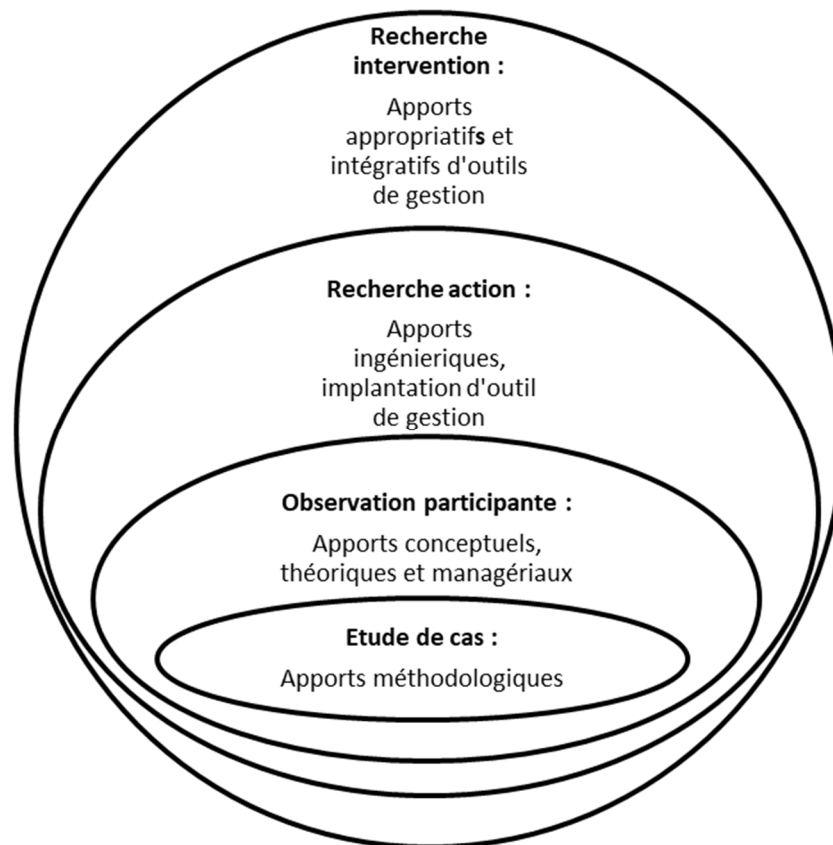 Recherche
intervention :
Apports
appropriatifs et
intégratifs d'outils
de gestion
Recherche action :
Apports
ingénieriques,
implantation d'outil
de gestion
Observation participante :
Apports conceptuels,
théoriques et managériaux
Etude de cas :
Apports méthodologiques